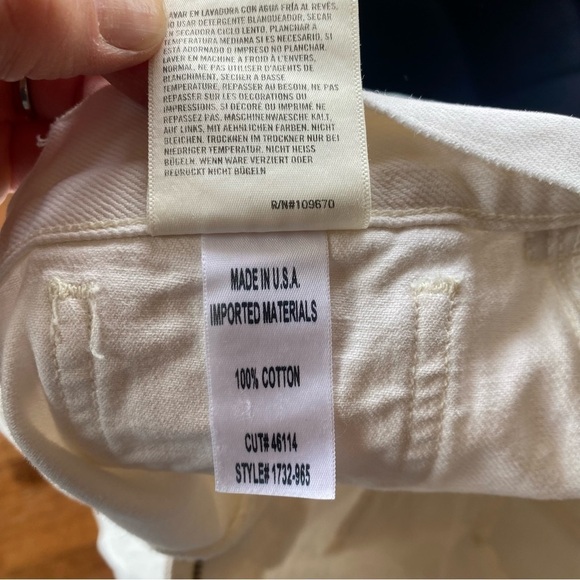 LAVAR EN LAVADORA CON AGUA FRÍA AL REVÉS.
NO USAR DETERGENTE BLANQUEADOR, SECAR
EN SECADORA CICLO LENTO, PLANCHAR A
TEMPERATURA MEDIANA SI ES NECESARIO, SI
ESTÁ ADORNADO O IMPRESO NO PLANCHAR.
LAVER EN MACHINE A FROID À L'ENVERS,
NORMAL. NE PAS UTILISER D'AGENTS DE
BLANCHIMENT, SÉCHER A BASSE
TEMPERATURE. REPASSER AU BESOIN, NE PAS
REPASSER SUR LES DECORATIONS OU
IMPRESSIONS, SI DÉCORÉ OU IMPRIMÉ NE
REPASSEZ PAS. MASCHINENWAESCHE KALT,
AUF LINKS, MIT AEHNLICHEN FARBEN. NICHT
BLEICHEN. TROCKNEN IM TROCKNER NUR BEI
NIEDRIGER TEMPERATUR. NICHT HEISS
BÜGELN. WENN WARE VERZIERT ODER
BEDRUCKT NICHT BÜGELN
R/N#109670
MADE IN U.S.A.
IMPORTED MATERIALS
100% COTTON
CUT# 46114
STYLE# 1732-965